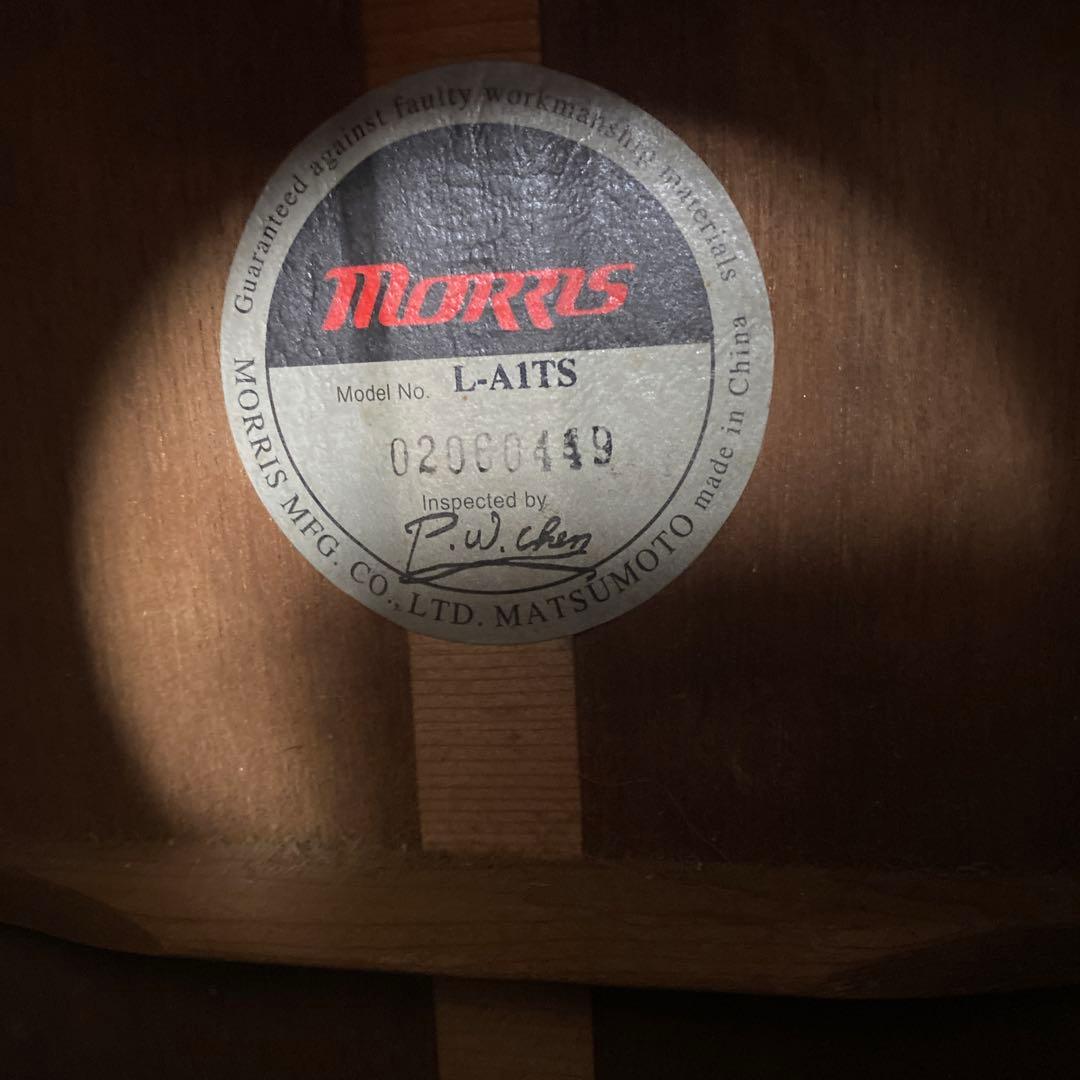 Guaranteed against faulty workmanship materials
MORRIS
Model No. L-A1TS
Inspected by
P.W. Chen
MORRIS MFG. CO., LTD. MATSUMOTO made in China